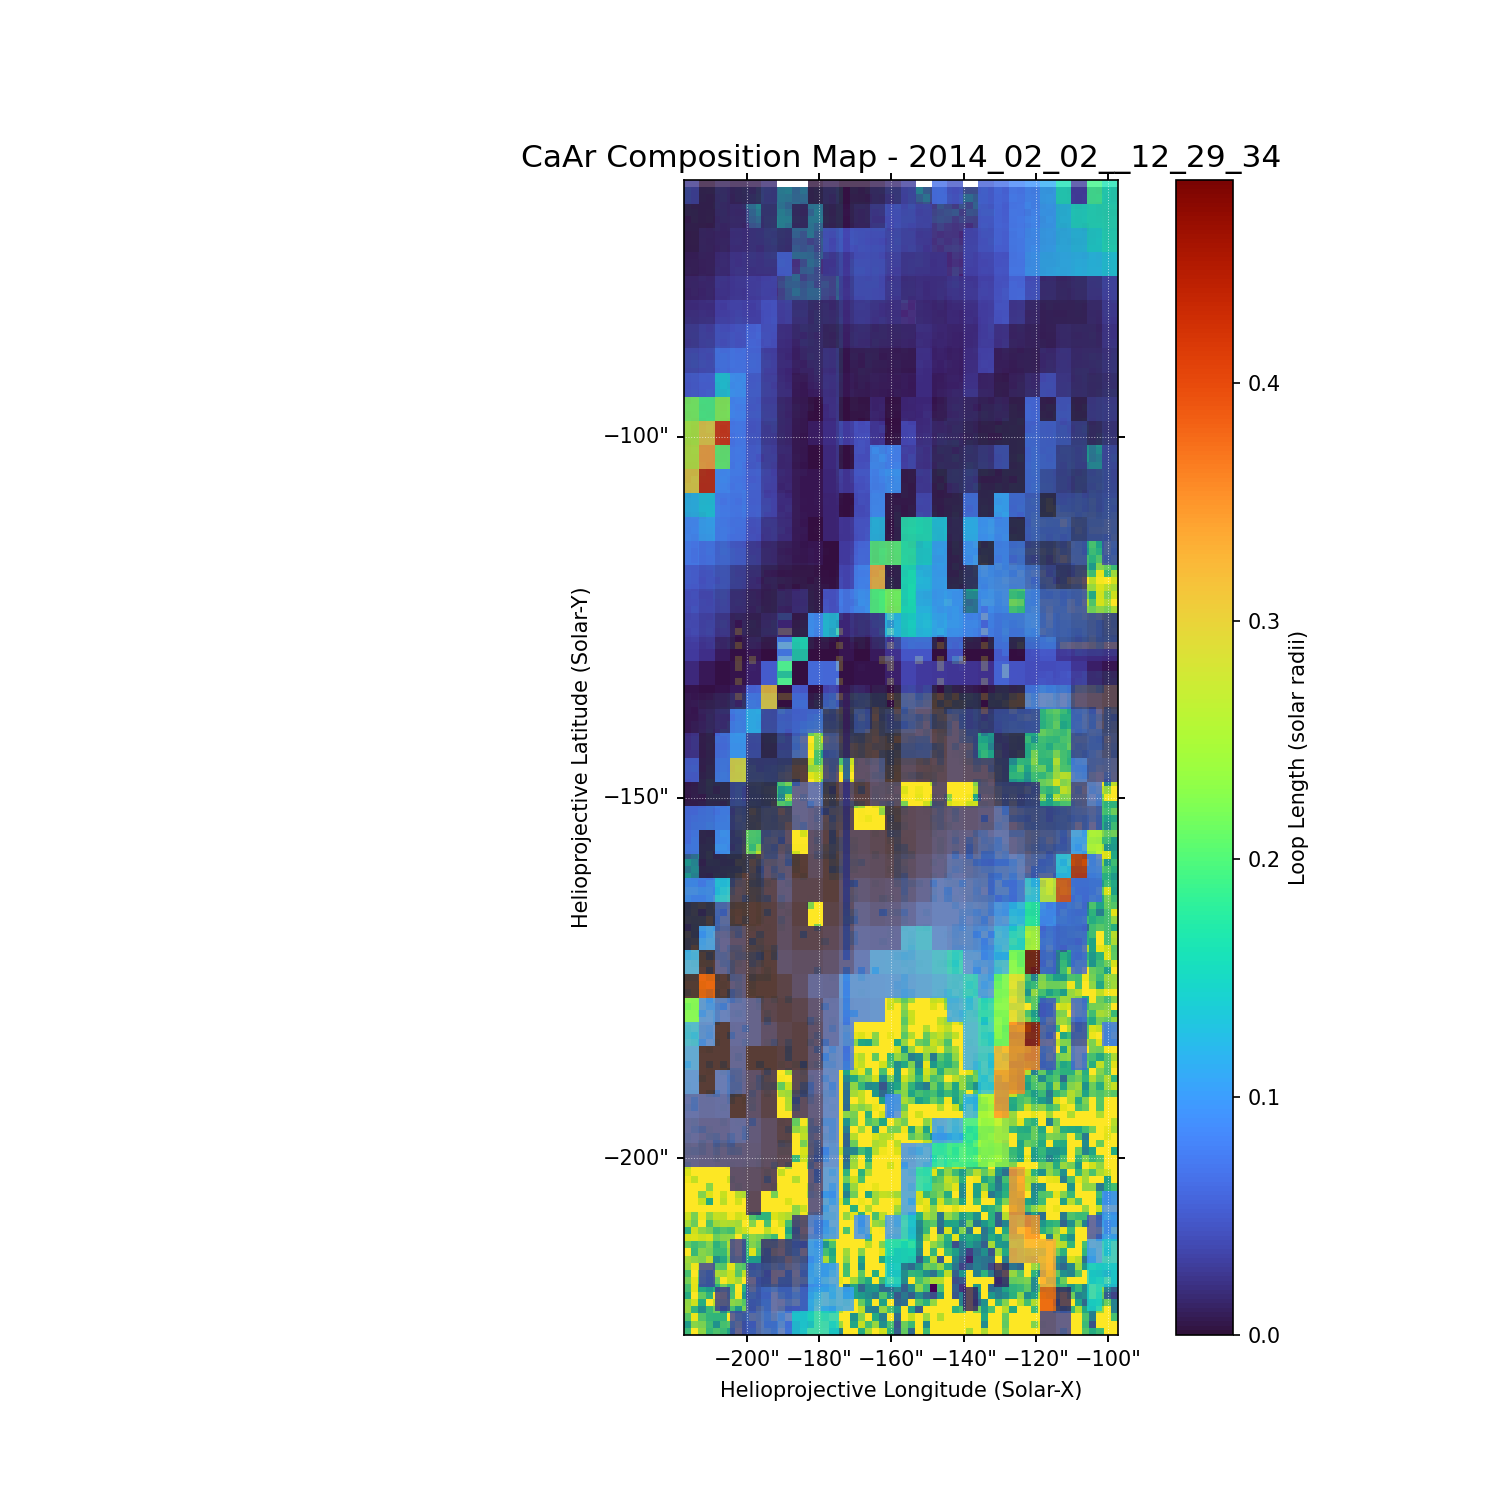 CaAr Composition Map - 2014_02_02__12_29_34
Helioprojective Latitude (Solar-Y)
−100"
−150"
−200"
−200" −180" −160" −140" −120" −100"
Helioprojective Longitude (Solar-X)
0.4
0.3
0.2
0.1
0.0
Loop Length (solar radii)